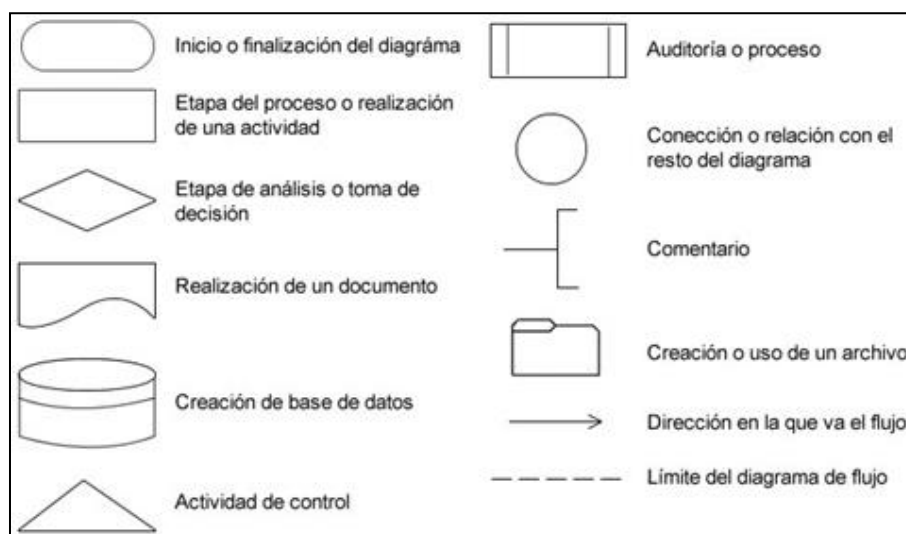 Inicio o finalización del diagráma
Etapa del proceso o realización
de una actividad
Etapa de análisis o toma de
decisión
Realización de un documento
Creación de base de datos
Actividad de control
Auditoría o proceso
Conección o relación con el
resto del diagrama
Comentario
Creación o uso de un archivo
Dirección en la que va el flujo
Límite del diagrama de flujo